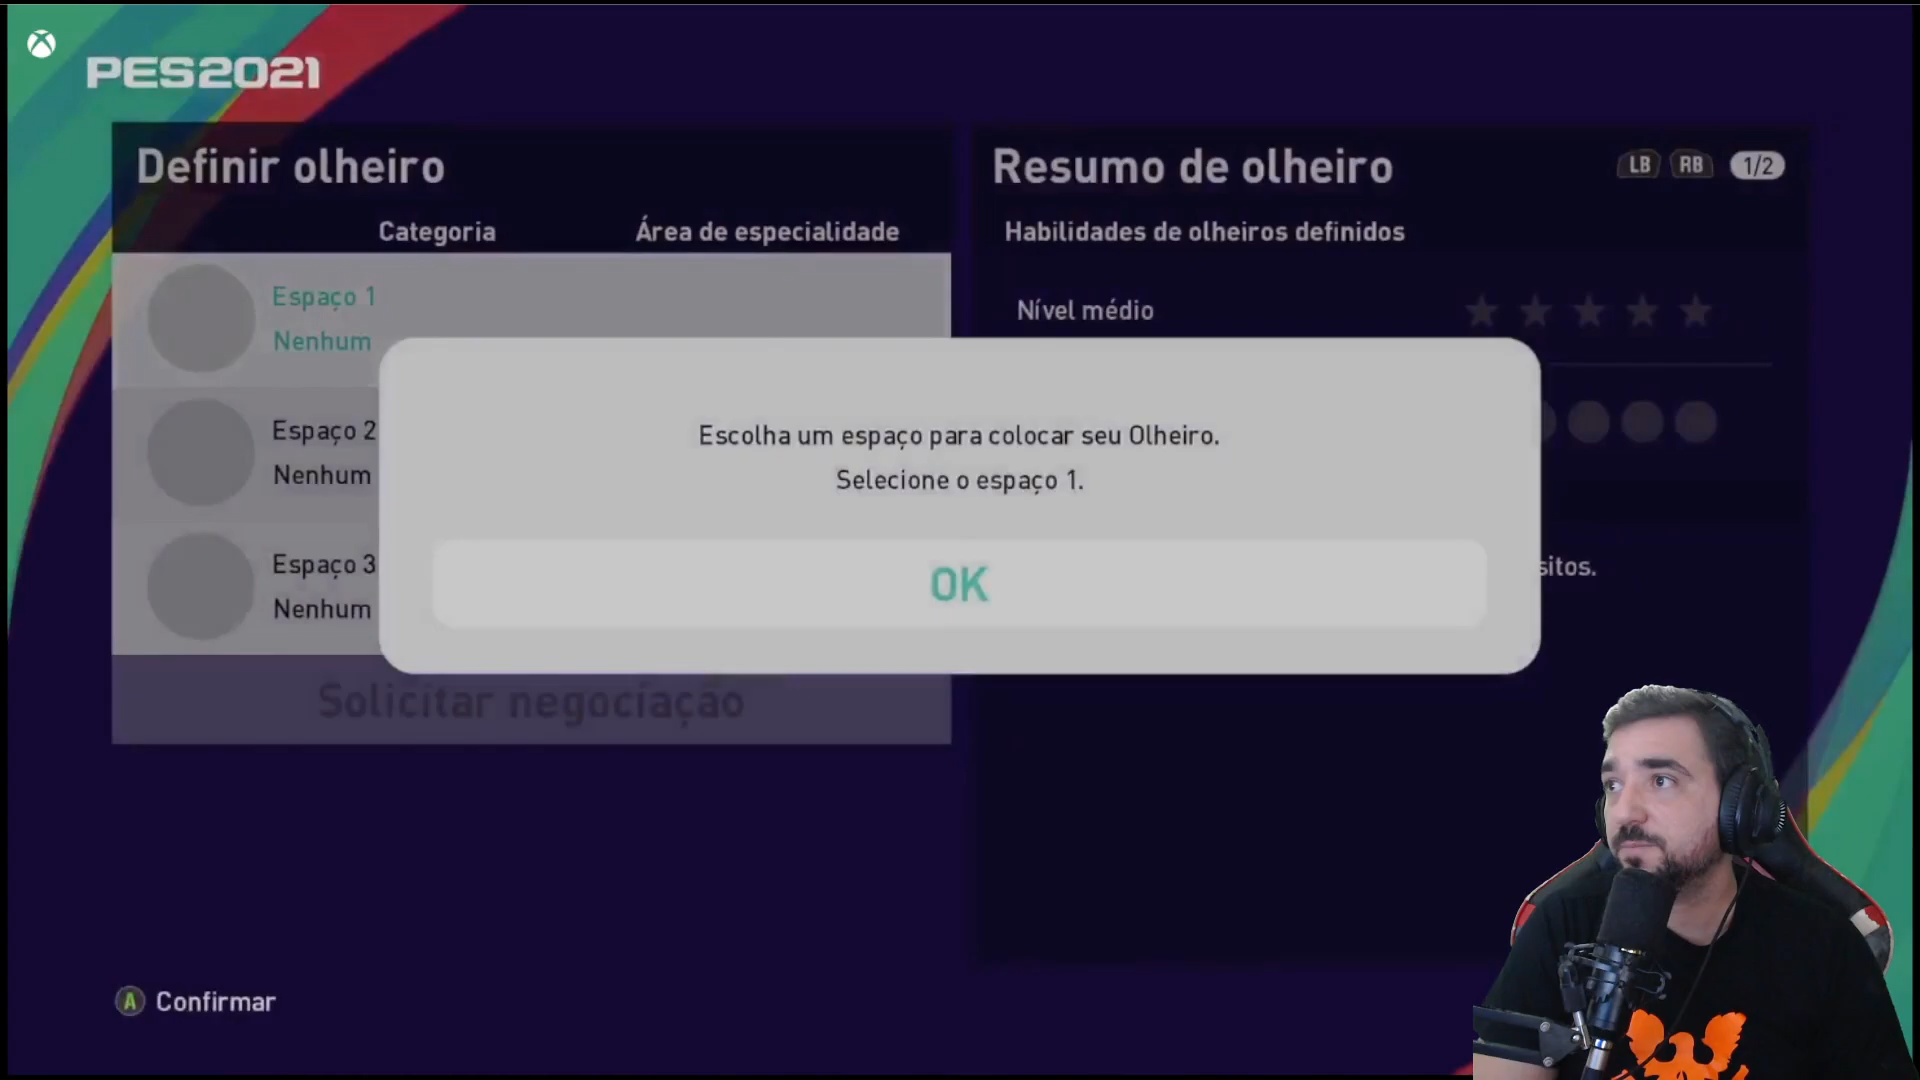 PES2021
Definir olheiro
Categoria Área de especialidade
Espaço 1
Nenhum
Espaço 2
Nenhum
Espaço 3
Nenhum
Solicitar negociação
Resumo de olheiro LB RB 1/2
Habilidades de olheiros definidos
Nível médio
sitos.
Escolha um espaço para colocar seu Olheiro.
Selecione o espaço 1.
OK
A Confirmar